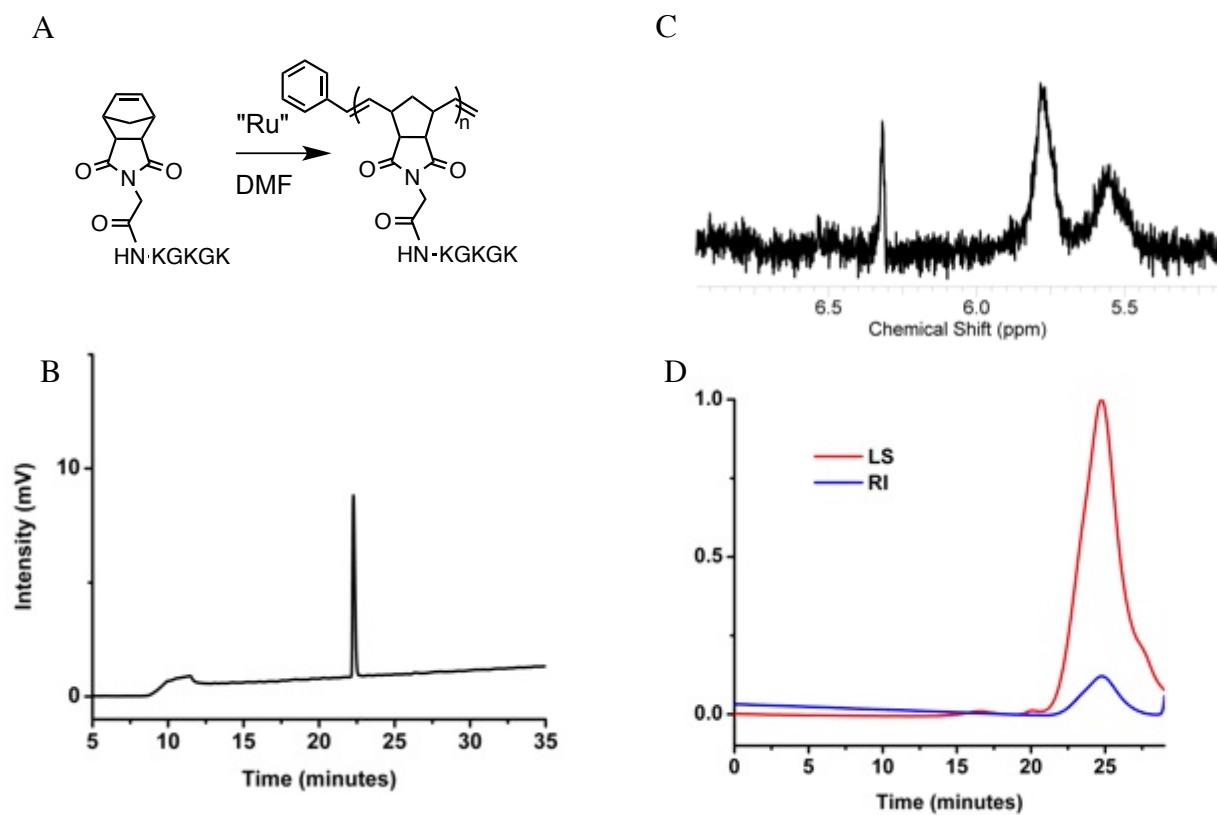 A
"Ru"
DMF
n
O
N
O
O
HN·KGKGK
O
N
O
O
HN-KGKGK
B
Intensity (mV)
10
0
5
10
15
20
25
30
35
Time (minutes)
C
6.5
6.0
5.5
Chemical Shift (ppm)
D
1.0
0.5
0.0
LS
RI
0
5
10
15
20
25
Time (minutes)